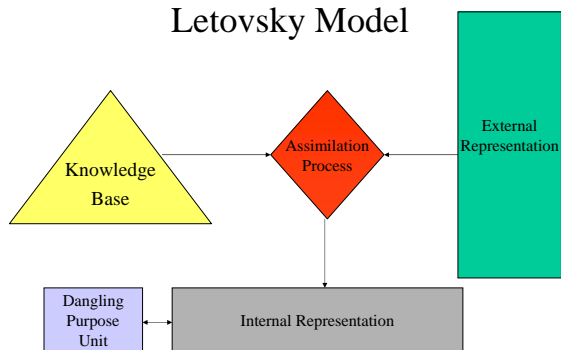 Letovsky Model
Knowledge
Base
Assimilation
Process
External
Representation
Dangling
Purpose
Unit
Internal Representation